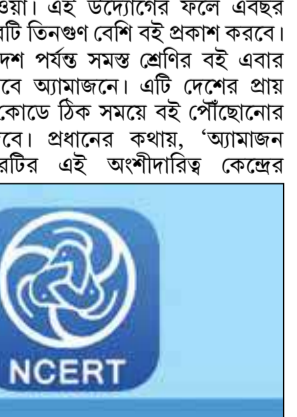 ওয়া। এই উদ্যোগের ফলে এবছর
রটি তিনগুণ বেশি বই প্রকাশ করবে।
দশ পর্যন্ত সমস্ত শ্রেণির বই এবার
বে অ্যামাজনে। এটি দেশের প্রায়
কোডে ঠিক সময়ে বই পৌঁছোনোর
বে। প্রধানের কথায়, ‘অ্যামাজন
রটির এই অংশীদারিত্ব কেন্দ্রের
NCERT